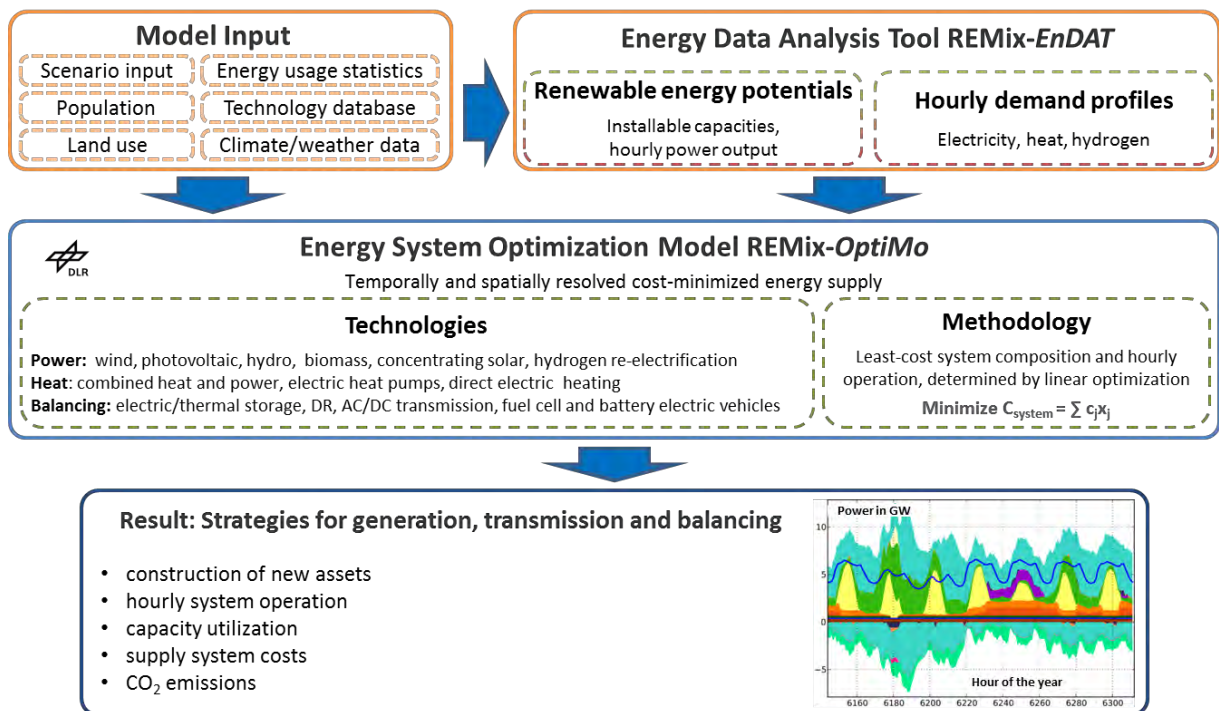 Model Input
Scenario input
Energy usage statistics
Population
Technology database
Land use
Climate/weather data
Energy Data Analysis Tool REMix-EnDAT
Renewable energy potentials
Installable capacities,
hourly power output
Hourly demand profiles
Electricity, heat, hydrogen
DLR
Energy System Optimization Model REMix-OptiMo
Temporally and spatially resolved cost-minimized energy supply
Technologies
Power: wind, photovoltaic, hydro, biomass, concentrating solar, hydrogen re-electrification
Heat: combined heat and power, electric heat pumps, direct electric heating
Balancing: electric/thermal storage, DR, AC/DC transmission, fuel cell and battery electric vehicles
Methodology
Least-cost system composition and hourly
operation, determined by linear optimization
Minimize C_system = ∑ c_j x_j
Result: Strategies for generation, transmission and balancing
• construction of new assets
• hourly system operation
• capacity utilization
• supply system costs
• CO₂ emissions
Power in GW
10
5
0
−5
6160 6180 6200 6220 6240 6260 6280 6300
Hour of the year